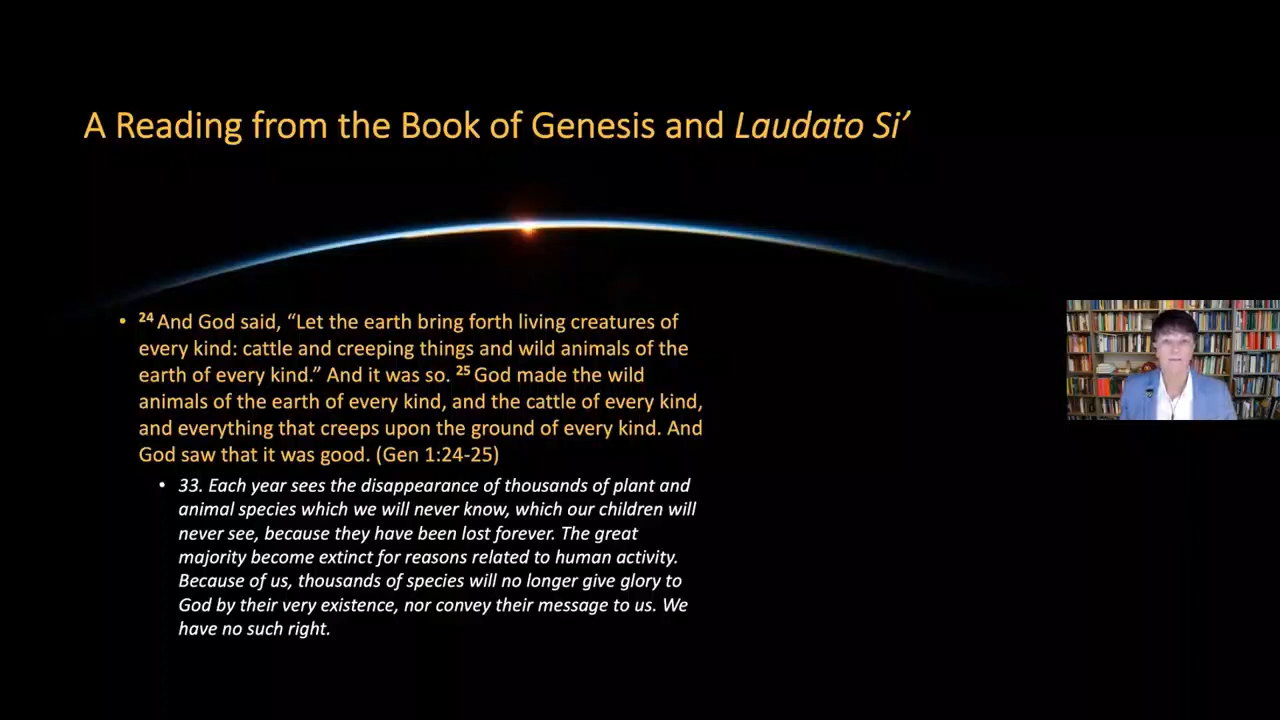 A Reading from the Book of Genesis and Laudato Si’
• 24 And God said, “Let the earth bring forth living creatures of
every kind: cattle and creeping things and wild animals of the
earth of every kind.” And it was so. 25 God made the wild
animals of the earth of every kind, and the cattle of every kind,
and everything that creeps upon the ground of every kind. And
God saw that it was good. (Gen 1:24-25)
• 33. Each year sees the disappearance of thousands of plant and
animal species which we will never know, which our children will
never see, because they have been lost forever. The great
majority become extinct for reasons related to human activity.
Because of us, thousands of species will no longer give glory to
God by their very existence, nor convey their message to us. We
have no such right.